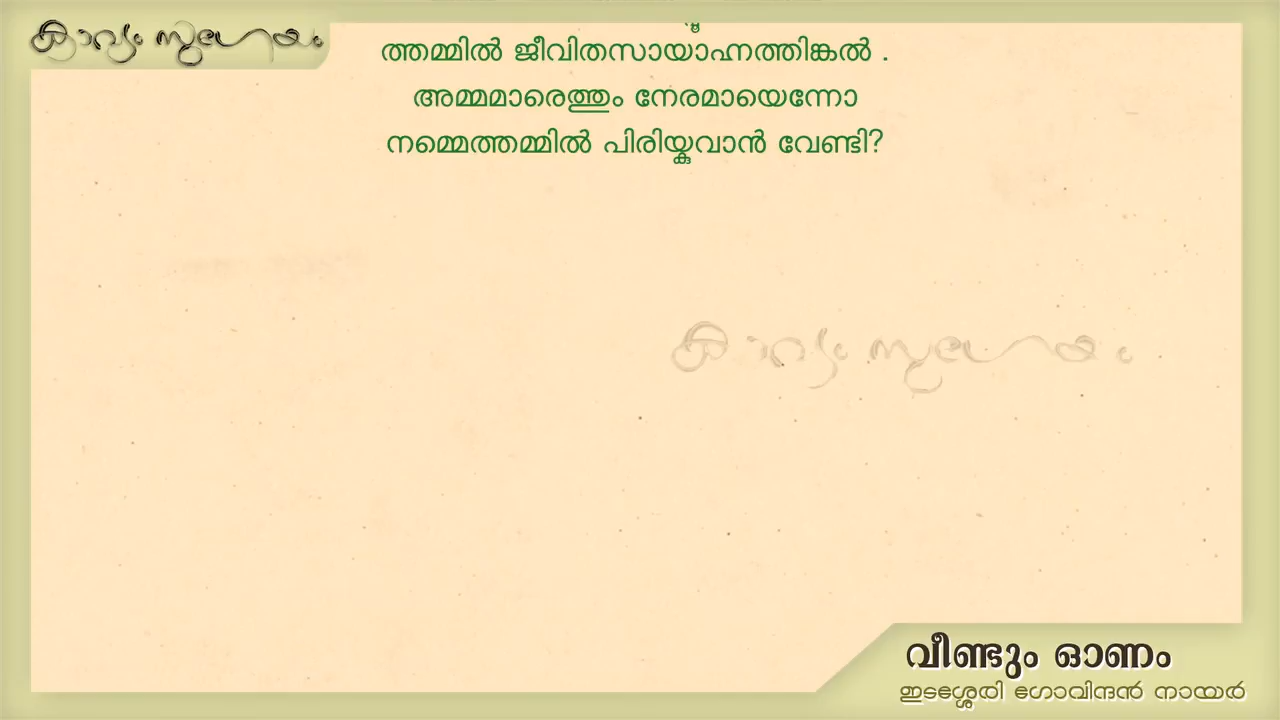 കാവ്യം സുഗേയം
ത്തമ്മിൽ ജീവിതസായാഹ്നത്തിങ്കൽ .
അമ്മമാരെത്തും നേരമായെന്നോ
നമ്മെത്തമ്മിൽ പിരിയ്ക്കുവാൻ വേണ്ടി?
കാവ്യം സുഗേയം
വീണ്ടും ഓണം
ഇടശ്ശേരി ഗോവിന്ദൻ നായർ